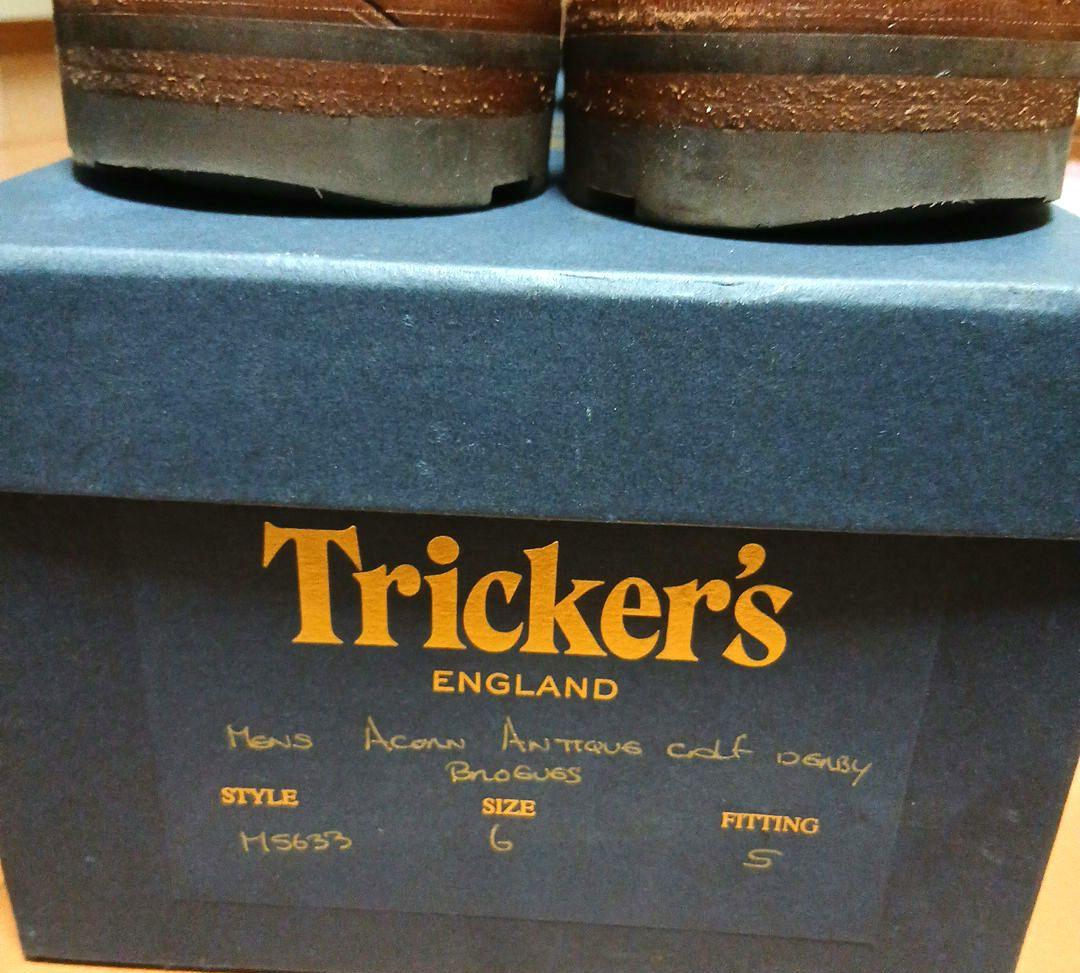 Tricker's
ENGLAND
MENS ACORN ANTIQUE CALF DERBY
BROGUES
STYLE SIZE FITTING
M5633 6 5